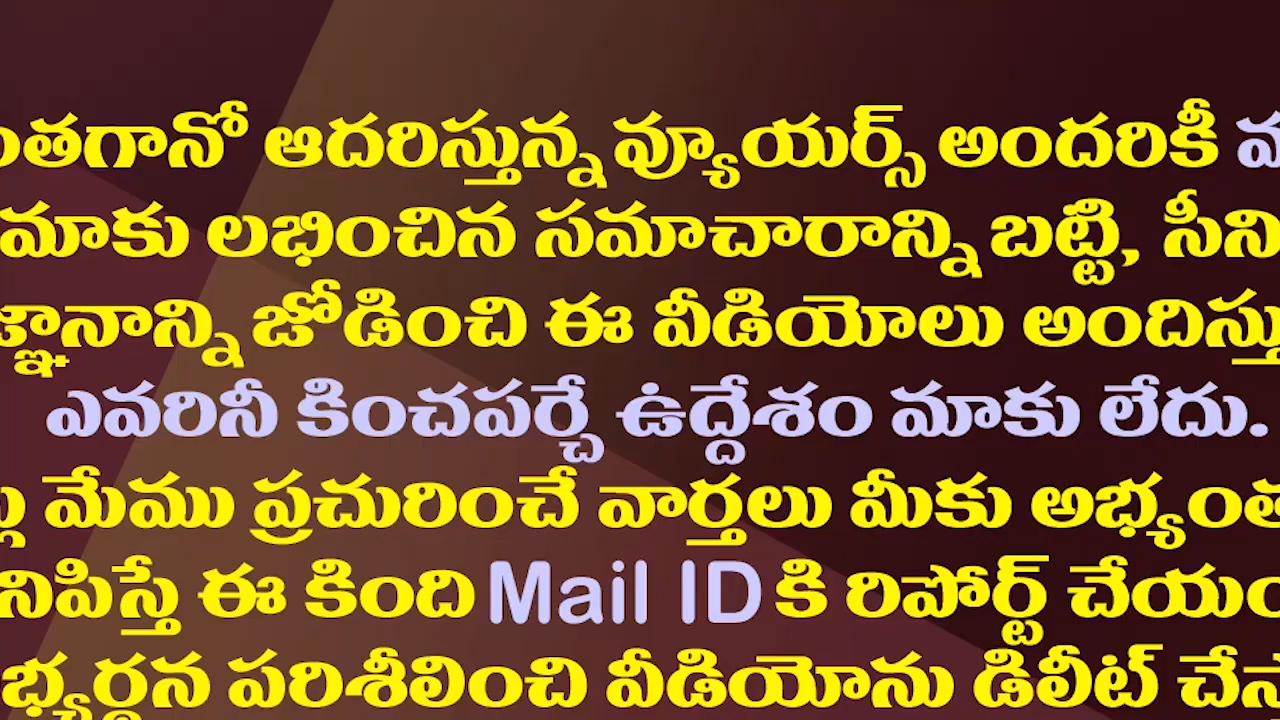 ంతగానో ఆదరిస్తున్న వ్యూయర్స్ అందరికీ
మాకు లభించిన సమాచారాన్ని బట్టి, సీని
జ్ఞానాన్ని జోడించి ఈ వీడియోలు అందిస్తు
ఎవరినీ కించపర్చే ఉద్దేశం మాకు లేదు.
మేము ప్రచురించే వార్తలు మీకు అభ్యంత
నిపిస్తే ఈ కింది Mail ID కి రిపోర్ట్ చేయం
భ్యర్థన పరిశీలించి వీడియోను డిలీట్ చేస